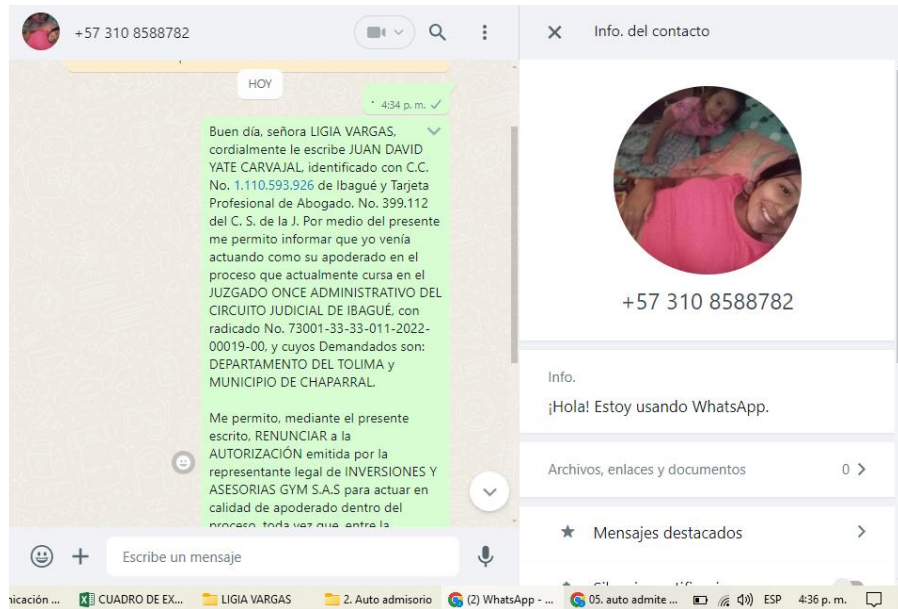 +57 310 8588782
HOY
4:34 p. m.
Buen día, señora LIGIA VARGAS,
cordialmente le escribe JUAN DAVID
YATE CARVAJAL, identificado con C.C.
No. 1.110.593.926 de Ibagué y Tarjeta
Profesional de Abogado. No. 399.112
del C. S. de la J. Por medio del presente
me permito informar que yo venía
actuando como su apoderado en el
proceso que actualmente cursa en el
JUZGADO ONCE ADMINISTRATIVO DEL
CIRCUITO JUDICIAL DE IBAGUÉ, con
radicado No. 73001-33-33-011-2022-
00019-00, y cuyos Demandados son:
DEPARTAMENTO DEL TOLIMA y
MUNICIPIO DE CHAPARRAL.
Me permito, mediante el presente
escrito, RENUNCIAR a la
AUTORIZACIÓN emitida por la
representante legal de INVERSIONES Y
ASESORIAS GYM S.A.S para actuar en
calidad de apoderado dentro del
proceso, toda vez que, entre la
Escribe un mensaje
Info. del contacto
+57 310 8588782
Info.
¡Hola! Estoy usando WhatsApp.
Archivos, enlaces y documentos 0
Mensajes destacados
nicación ... CUADRO DE EX... LIGIA VARGAS 2. Auto admisorio (2) WhatsApp - ... 05. auto admite ... ESP 4:36 p. m.